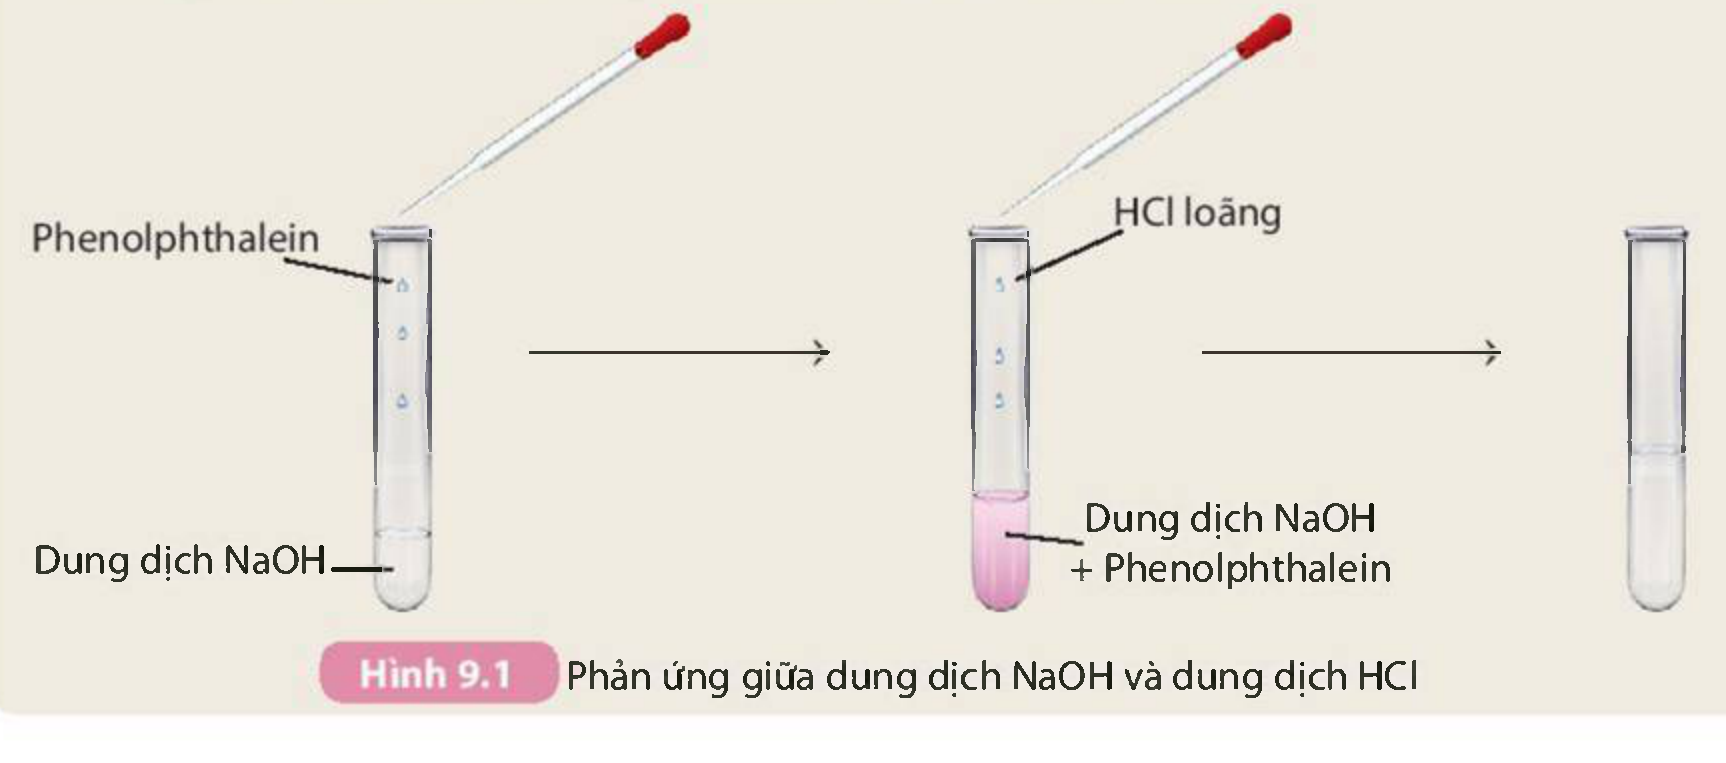 Phenolphthalein
HCl loãng
Dung dịch NaOH
Dung dịch NaOH
+ Phenolphthalein
Hình 9.1 Phản ứng giữa dung dịch NaOH và dung dịch HCl